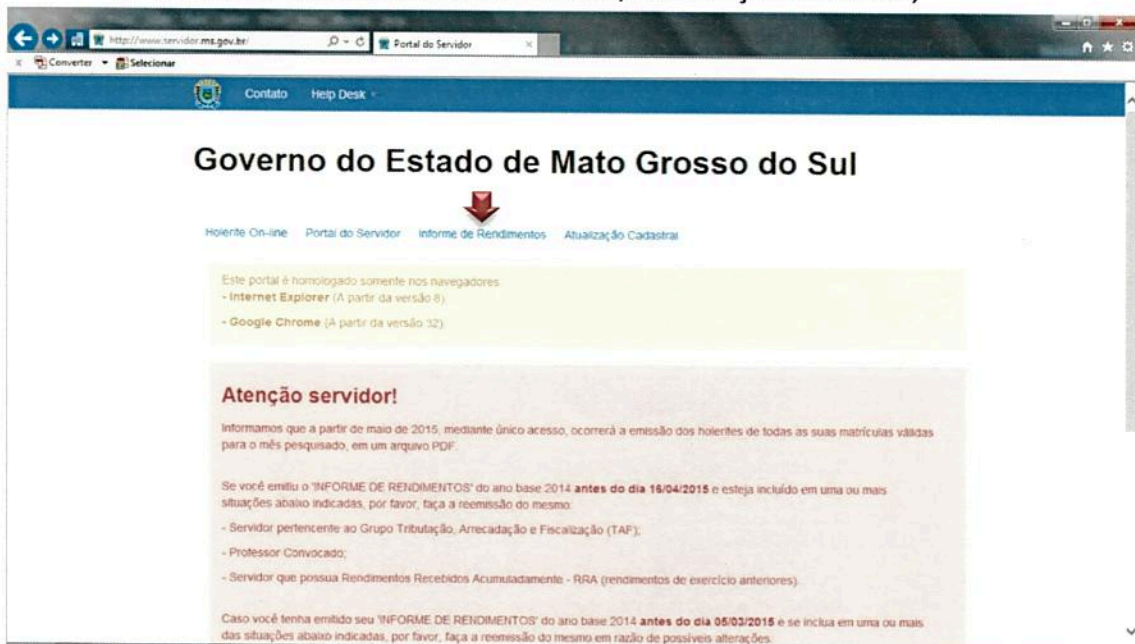 http://www.servidor.ms.gov.br/
Portal do Servidor
Converter Selecionar
Contato Help Desk
Governo do Estado de Mato Grosso do Sul
Holerite On-line Portal do Servidor Informe de Rendimentos Atualização Cadastral
Este portal é homologado somente nos navegadores
- Internet Explorer (A partir da versão 8)
- Google Chrome (A partir da versão 32)
Atenção servidor!
Informamos que a partir de maio de 2015, mediante único acesso, ocorrerá a emissão dos holerites de todas as suas matrículas válidas
para o mês pesquisado, em um arquivo PDF.
Se você emitiu o 'INFORME DE RENDIMENTOS' do ano base 2014 antes do dia 16/04/2015 e esteja incluído em uma ou mais
situações abaixo indicadas, por favor, faça a reemissão do mesmo:
- Servidor pertencente ao Grupo Tributação, Arrecadação e Fiscalização (TAF);
- Professor Convocado;
- Servidor que possua Rendimentos Recebidos Acumuladamente - RRA (rendimentos de exercício anteriores).
Caso você tenha emitido seu 'INFORME DE RENDIMENTOS' do ano base 2014 antes do dia 05/03/2015 e se inclua em uma ou mais
das situações abaixo indicadas, por favor, faça a reemissão do mesmo em razão de possíveis alterações.